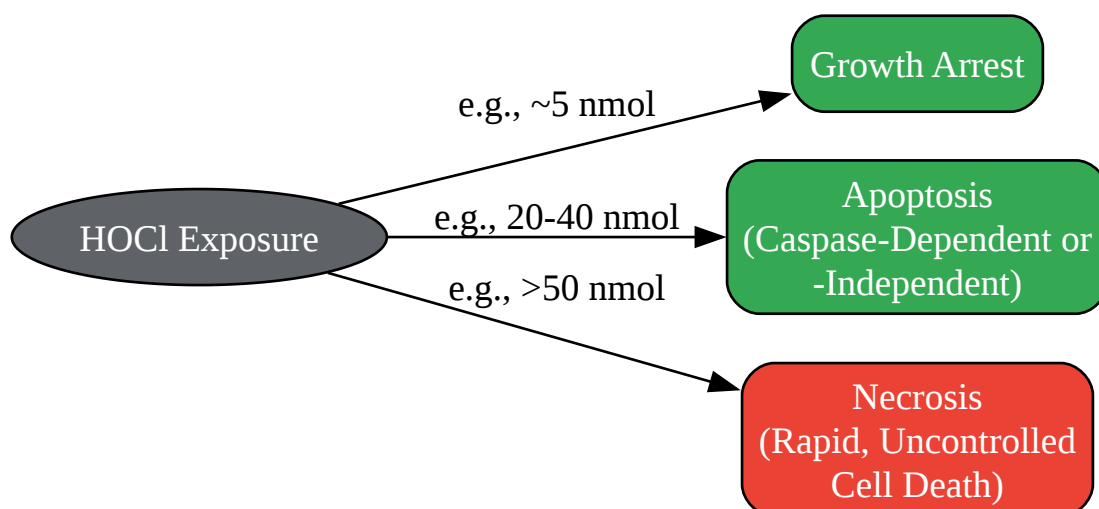 Growth Arrest
e.g., ~5 nmol
HOCl Exposure
e.g., 20-40 nmol
Apoptosis
(Caspase-Dependent or
-Independent)
e.g., >50 nmol
Necrosis
(Rapid, Uncontrolled
Cell Death)